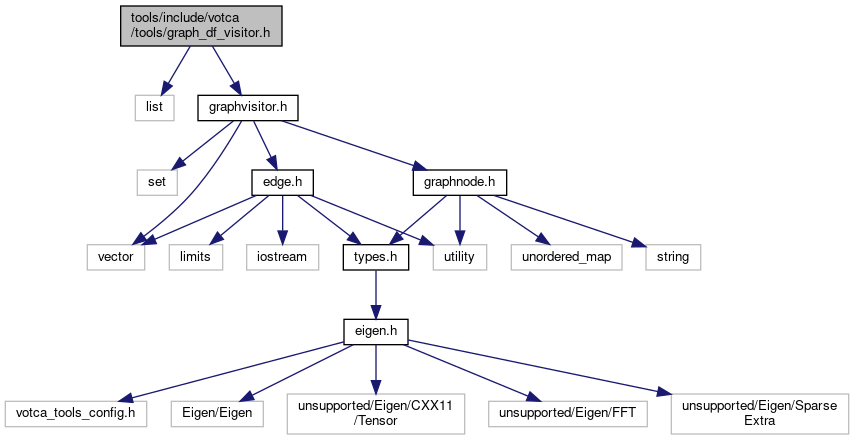 tools/include/votca
/tools/graph_df_visitor.h
list
graphvisitor.h
set
edge.h
graphnode.h
vector
limits
iostream
types.h
utility
unordered_map
string
eigen.h
votca_tools_config.h
Eigen/Eigen
unsupported/Eigen/CXX11
/Tensor
unsupported/Eigen/FFT
unsupported/Eigen/Sparse
Extra